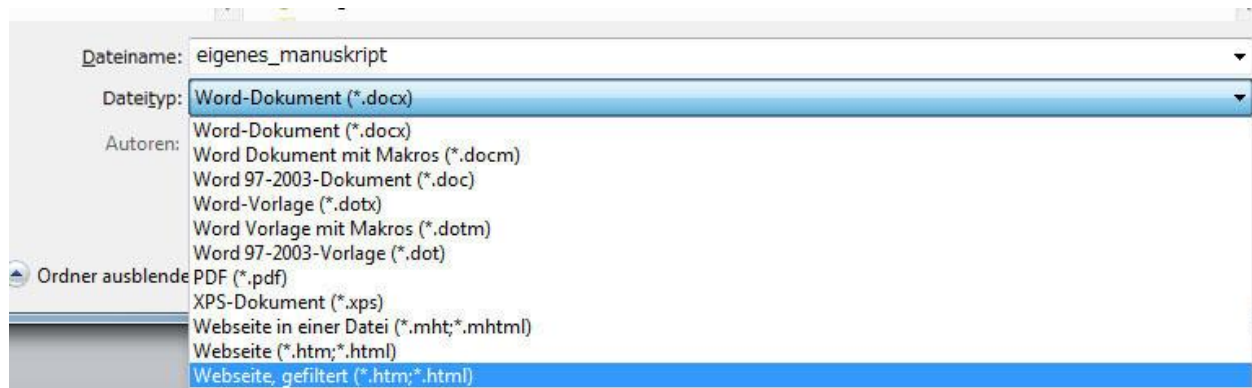 Dateiname: eigenes_manuskript
Dateityp: Word-Dokument (*.docx)
Autoren:
Word-Dokument (*.docx)
Word Dokument mit Makros (*.docm)
Word 97-2003-Dokument (*.doc)
Word-Vorlage (*.dotx)
Word Vorlage mit Makros (*.dotm)
Word 97-2003-Vorlage (*.dot)
Ordner ausblende
PDF (*.pdf)
XPS-Dokument (*.xps)
Webseite in einer Datei (*.mht;*.mhtml)
Webseite (*.htm;*.html)
Webseite, gefiltert (*.htm;*.html)